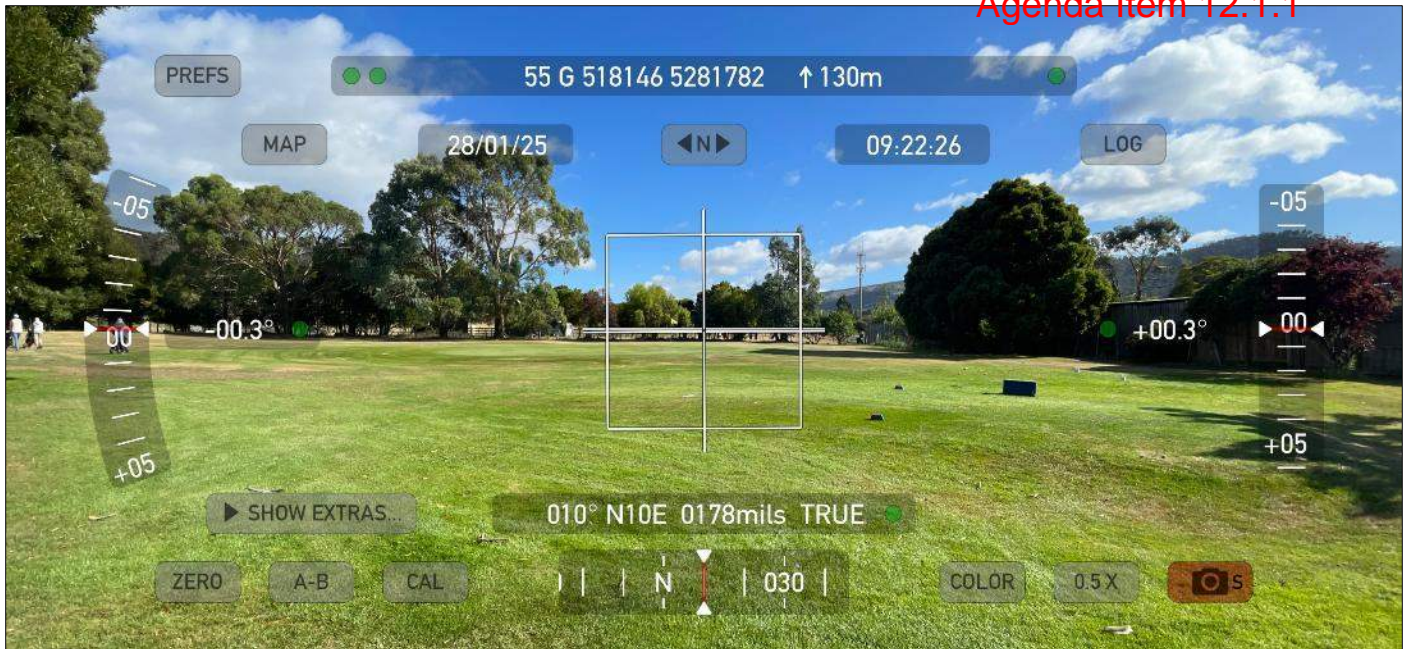 Agenda Item 12.1.1
PREFS
55 G 518146 5281782 ↑ 130m
MAP
28/01/25
◀N▶
09:22:26
LOG
-05
-05
00
-00.3°
+00.3°
00
+05
+05
▶ SHOW EXTRAS...
010° N10E 0178mils TRUE
ZERO
A-B
CAL
N
030
COLOR
0.5 X
S